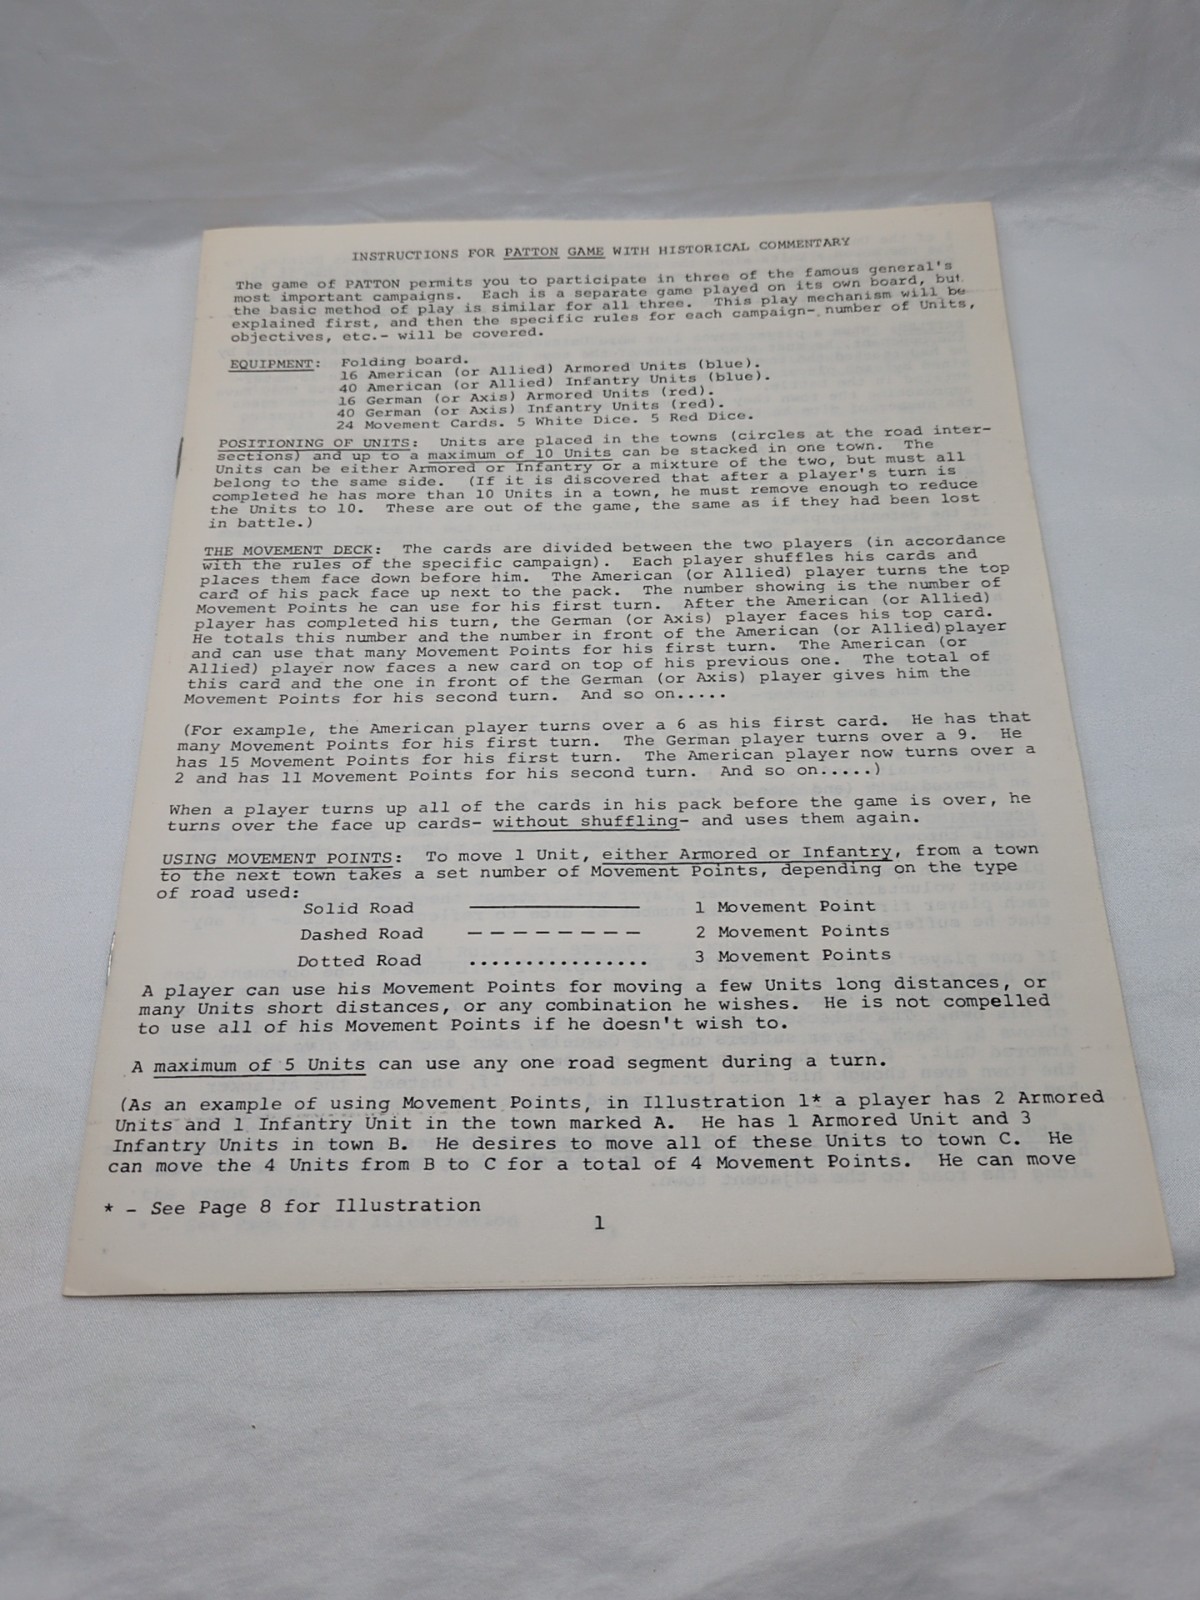 INSTRUCTIONS FOR PATTON GAME WITH HISTORICAL COMMENTARY
The game of PATTON permits you to participate in three of the famous general's
most important campaigns. Each is a separate game played on its own board, but
the basic method of play is similar for all three. This play mechanism will be
explained first, and then the specific rules for each campaign- number of Units,
objectives, etc.- will be covered.
EQUIPMENT: Folding board.
16 American (or Allied) Armored Units (blue).
40 American (or Allied) Infantry Units (blue).
16 German (or Axis) Armored Units (red).
40 German (or Axis) Infantry Units (red).
24 Movement Cards. 5 White Dice. 5 Red Dice.
POSITIONING OF UNITS: Units are placed in the towns (circles at the road inter-
sections) and up to a maximum of 10 Units can be stacked in one town. The
Units can be either Armored or Infantry or a mixture of the two, but must all
belong to the same side. (If it is discovered that after a player's turn is
completed he has more than 10 Units in a town, he must remove enough to reduce
the Units to 10. These are out of the game, the same as if they had been lost
in battle.)
THE MOVEMENT DECK: The cards are divided between the two players (in accordance
with the rules of the specific campaign). Each player shuffles his cards and
places them face down before him. The American (or Allied) player turns the top
card of his pack face up next to the pack. The number showing is the number of
Movement Points he can use for his first turn. After the American (or Allied)
player has completed his turn, the German (or Axis) player faces his top card.
He totals this number and the number in front of the American (or Allied)player
and can use that many Movement Points for his first turn. The American (or
Allied) player now faces a new card on top of his previous one. The total of
this card and the one in front of the German (or Axis) player gives him the
Movement Points for his second turn. And so on.....
(For example, the American player turns over a 6 as his first card. He has that
many Movement Points for his first turn. The German player turns over a 9. He
has 15 Movement Points for his first turn. The American player now turns over a
2 and has 11 Movement Points for his second turn. And so on.....)
When a player turns up all of the cards in his pack before the game is over, he
turns over the face up cards- without shuffling- and uses them again.
USING MOVEMENT POINTS: To move 1 Unit, either Armored or Infantry, from a town
to the next town takes a set number of Movement Points, depending on the type
of road used:
Solid Road 1 Movement Point
Dashed Road 2 Movement Points
Dotted Road 3 Movement Points
A player can use his Movement Points for moving a few Units long distances, or
many Units short distances, or any combination he wishes. He is not compelled
to use all of his Movement Points if he doesn't wish to.
A maximum of 5 Units can use any one road segment during a turn.
(As an example of using Movement Points, in Illustration 1* a player has 2 Armored
Units and 1 Infantry Unit in the town marked A. He has 1 Armored Unit and 3
Infantry Units in town B. He desires to move all of these Units to town C. He
can move the 4 Units from B to C for a total of 4 Movement Points. He can move
* - See Page 8 for Illustration
1